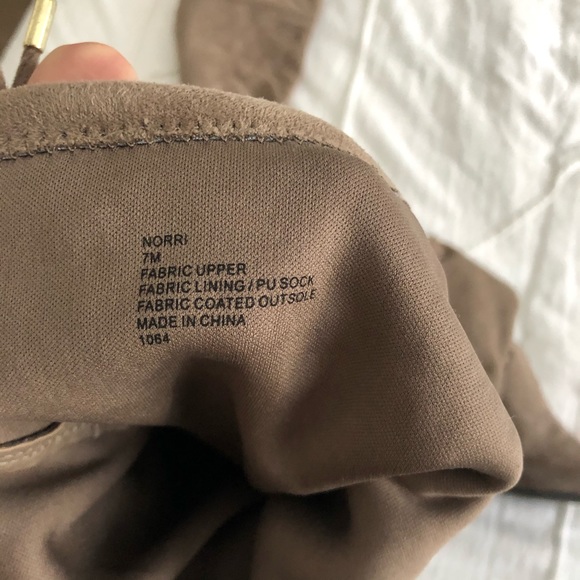 NORRI
7M
FABRIC UPPER
FABRIC LINING / PU SOCK
FABRIC COATED OUTSOLE
MADE IN CHINA
1064